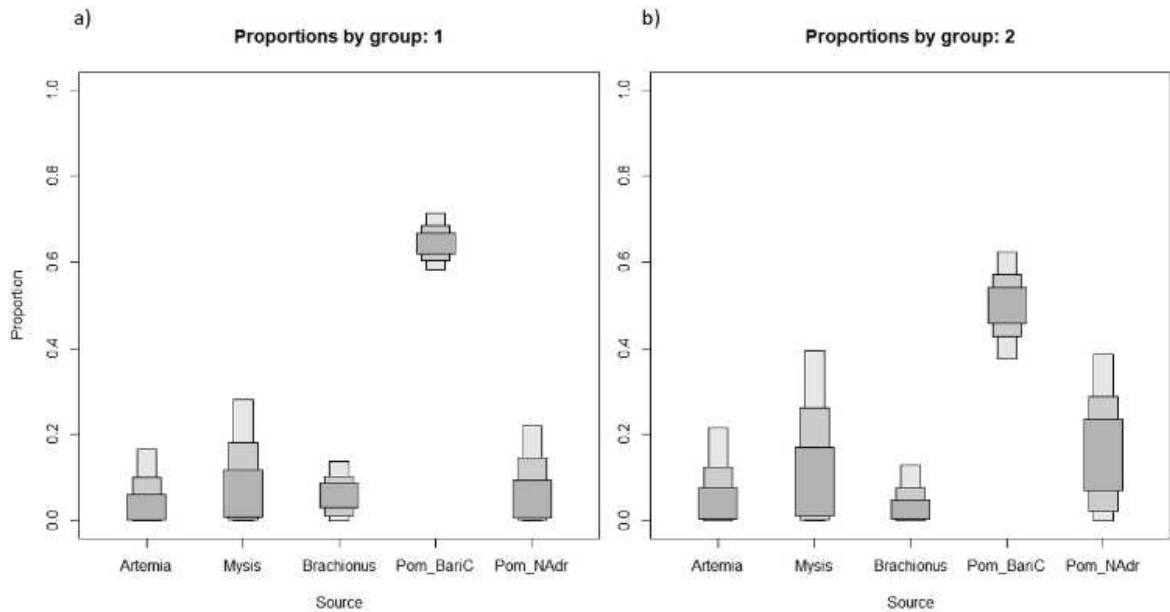 a)
Proportions by group: 1
Proportion
1.0
0.8
0.6
0.4
0.2
0.0
Artemia Mysis Brachionus Pom_BariC Pom_NAdr
Source
b)
Proportions by group: 2
1.0
0.8
0.6
0.4
0.2
0.0
Artemia Mysis Brachionus Pom_BariC Pom_NAdr
Source